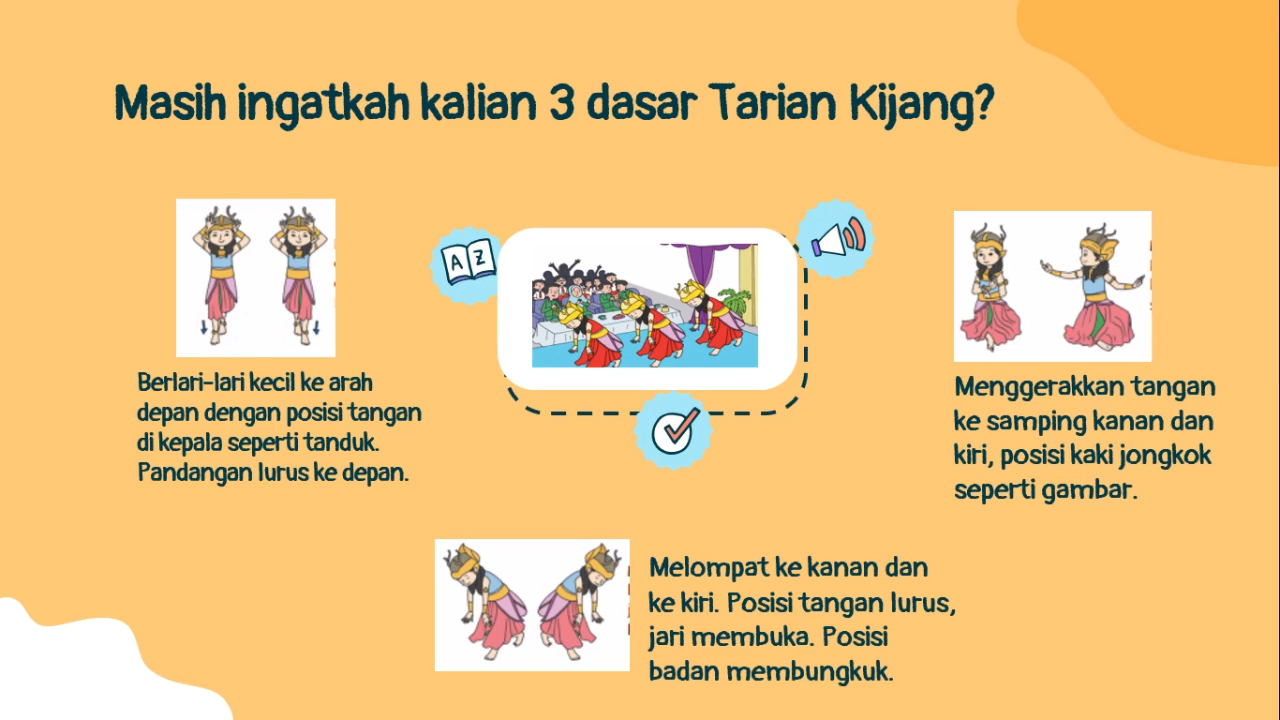 Masih ingatkah kalian 3 dasar Tarian Kijang?
A Z
Berlari-lari kecil ke arah
depan dengan posisi tangan
di kepala seperti tanduk.
Pandangan lurus ke depan.
Menggerakkan tangan
ke samping kanan dan
kiri, posisi kaki jongkok
seperti gambar.
Melompat ke kanan dan
ke kiri. Posisi tangan lurus,
jari membuka. Posisi
badan membungkuk.